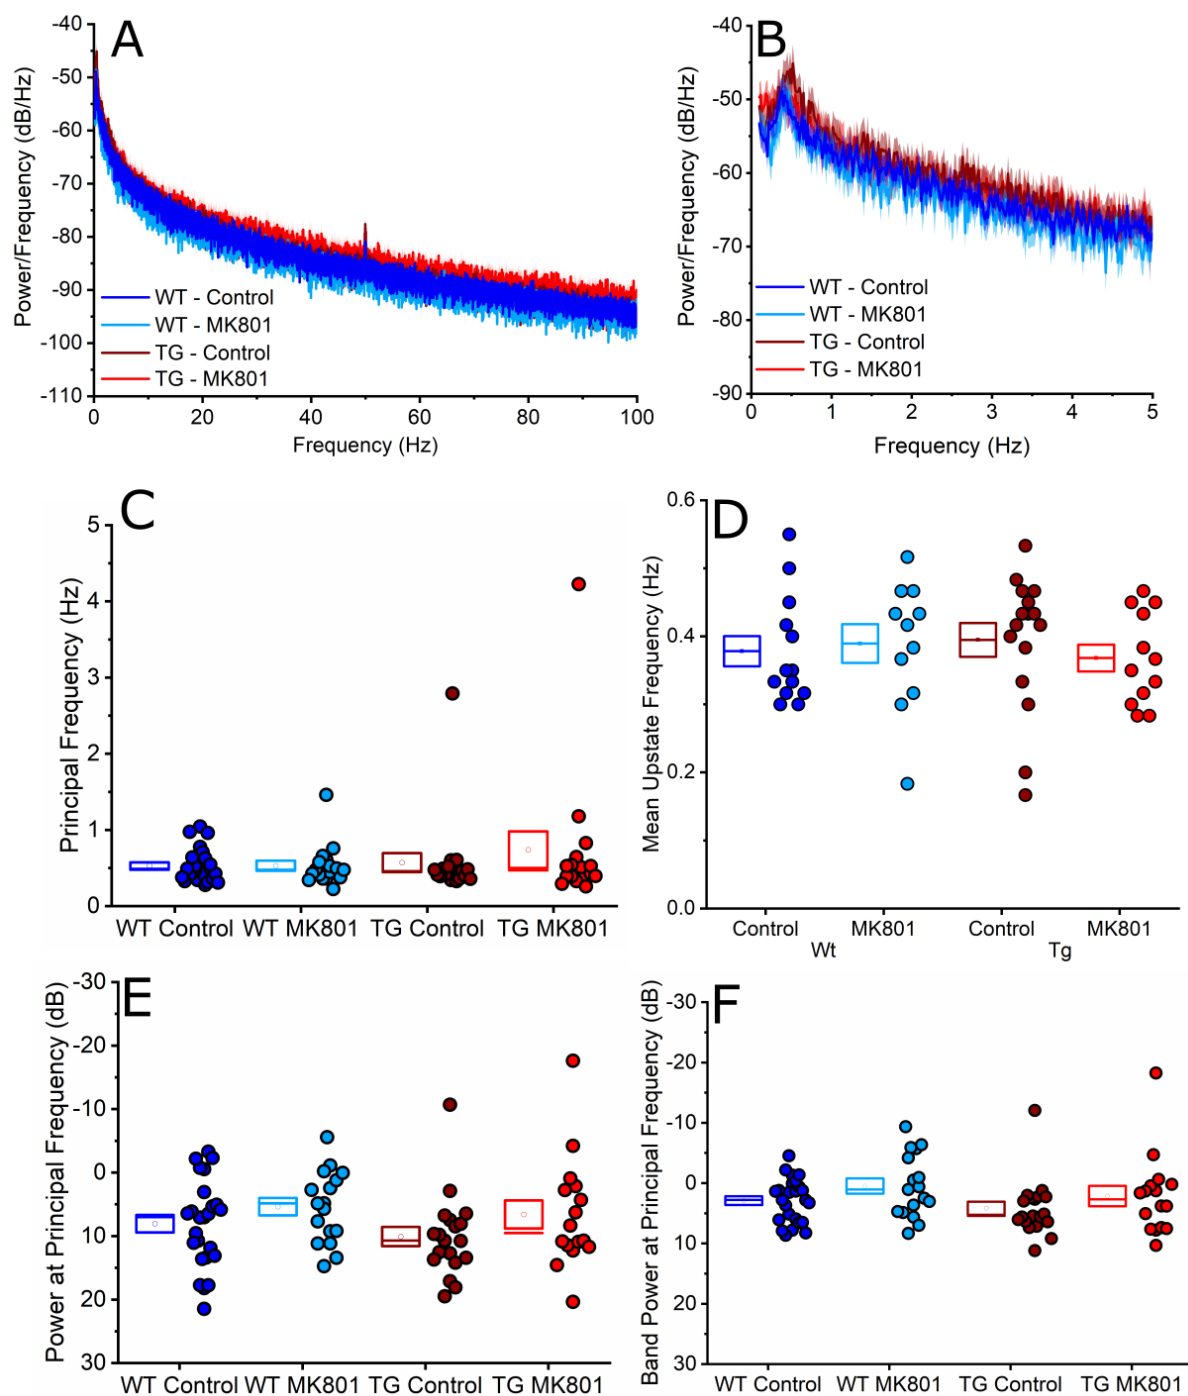 A
-40
-50
-60
-70
-80
-90
-100
-110
Power/Frequency (dB/Hz)
WT - Control
WT - MK801
TG - Control
TG - MK801
0 20 40 60 80 100
Frequency (Hz)
B
-40
-50
-60
-70
-80
-90
Power/Frequency (dB/Hz)
WT - Control
WT - MK801
TG - Control
TG - MK801
0 1 2 3 4 5
Frequency (Hz)
C
5
4
3
2
1
0
Principal Frequency (Hz)
WT Control WT MK801 TG Control TG MK801
D
0.6
0.4
0.2
0.0
Mean Upstate Frequency (Hz)
Control MK801 Control MK801
Wt Tg
E
-30
-20
-10
0
10
20
30
Power at Principal Frequency (dB)
WT Control WT MK801 TG Control TG MK801
F
-30
-20
-10
0
10
20
30
Band Power at Principal Frequency (dB)
WT Control WT MK801 TG Control TG MK801